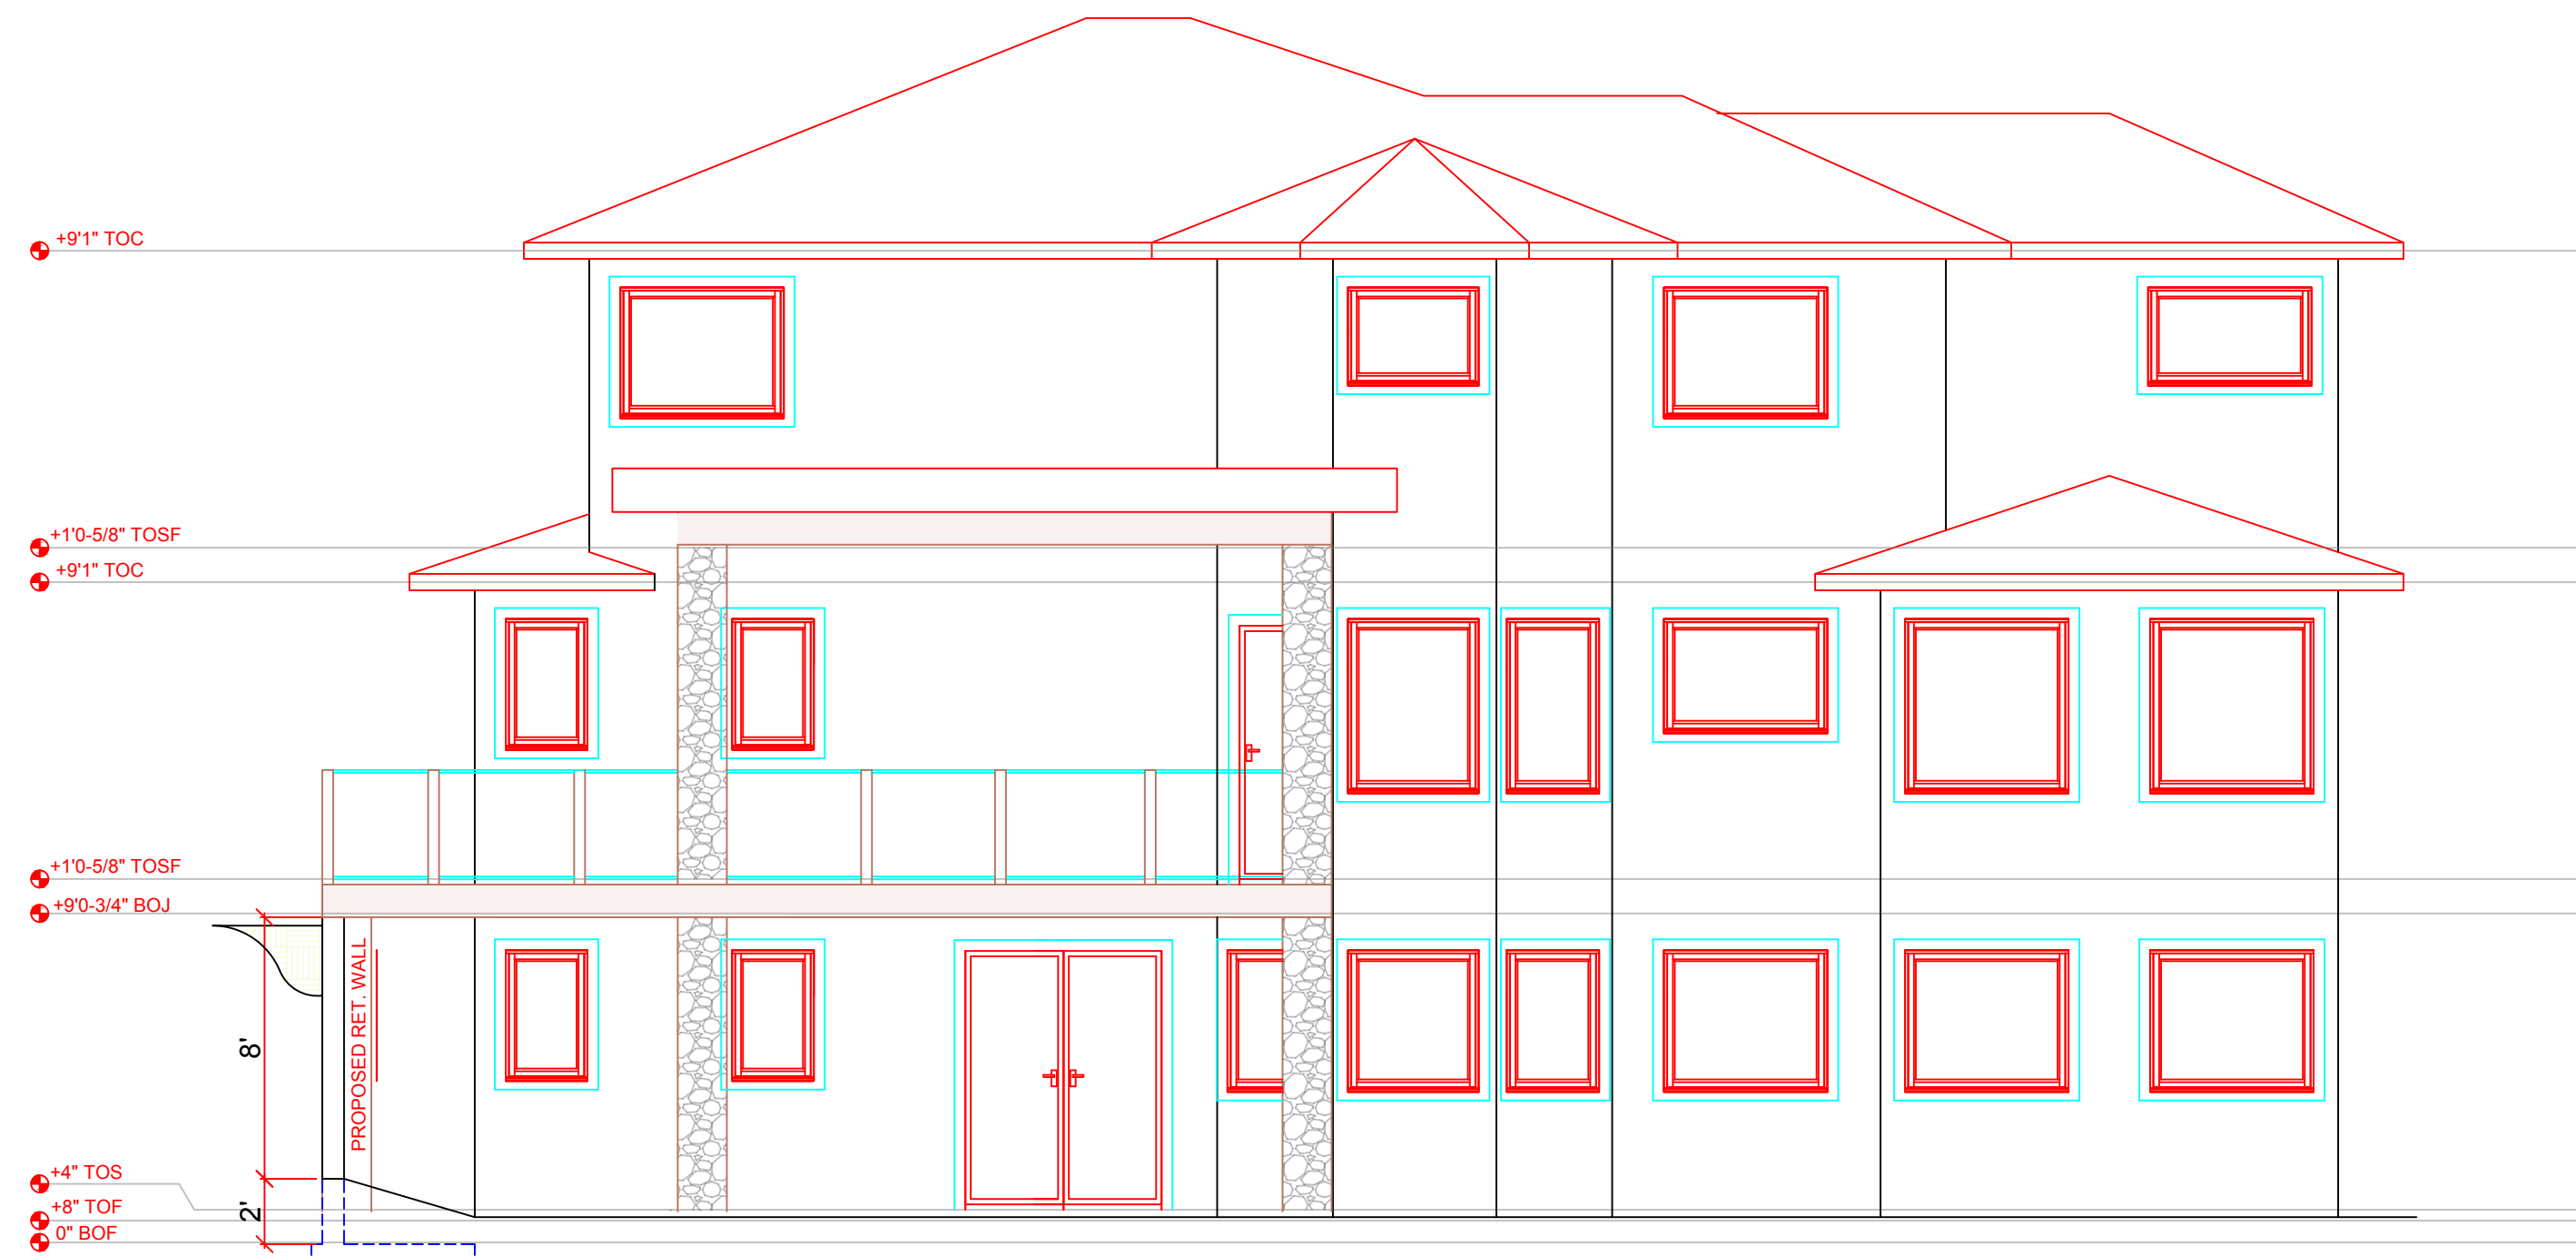 +9'1" TOC
+1'0-5/8" TOSF
+9'1" TOC
+1'0-5/8" TOSF
+9'0-3/4" BOJ
8'
PROPOSED RET. WALL
+4" TOS
+8" TOF
2'
0" BOF